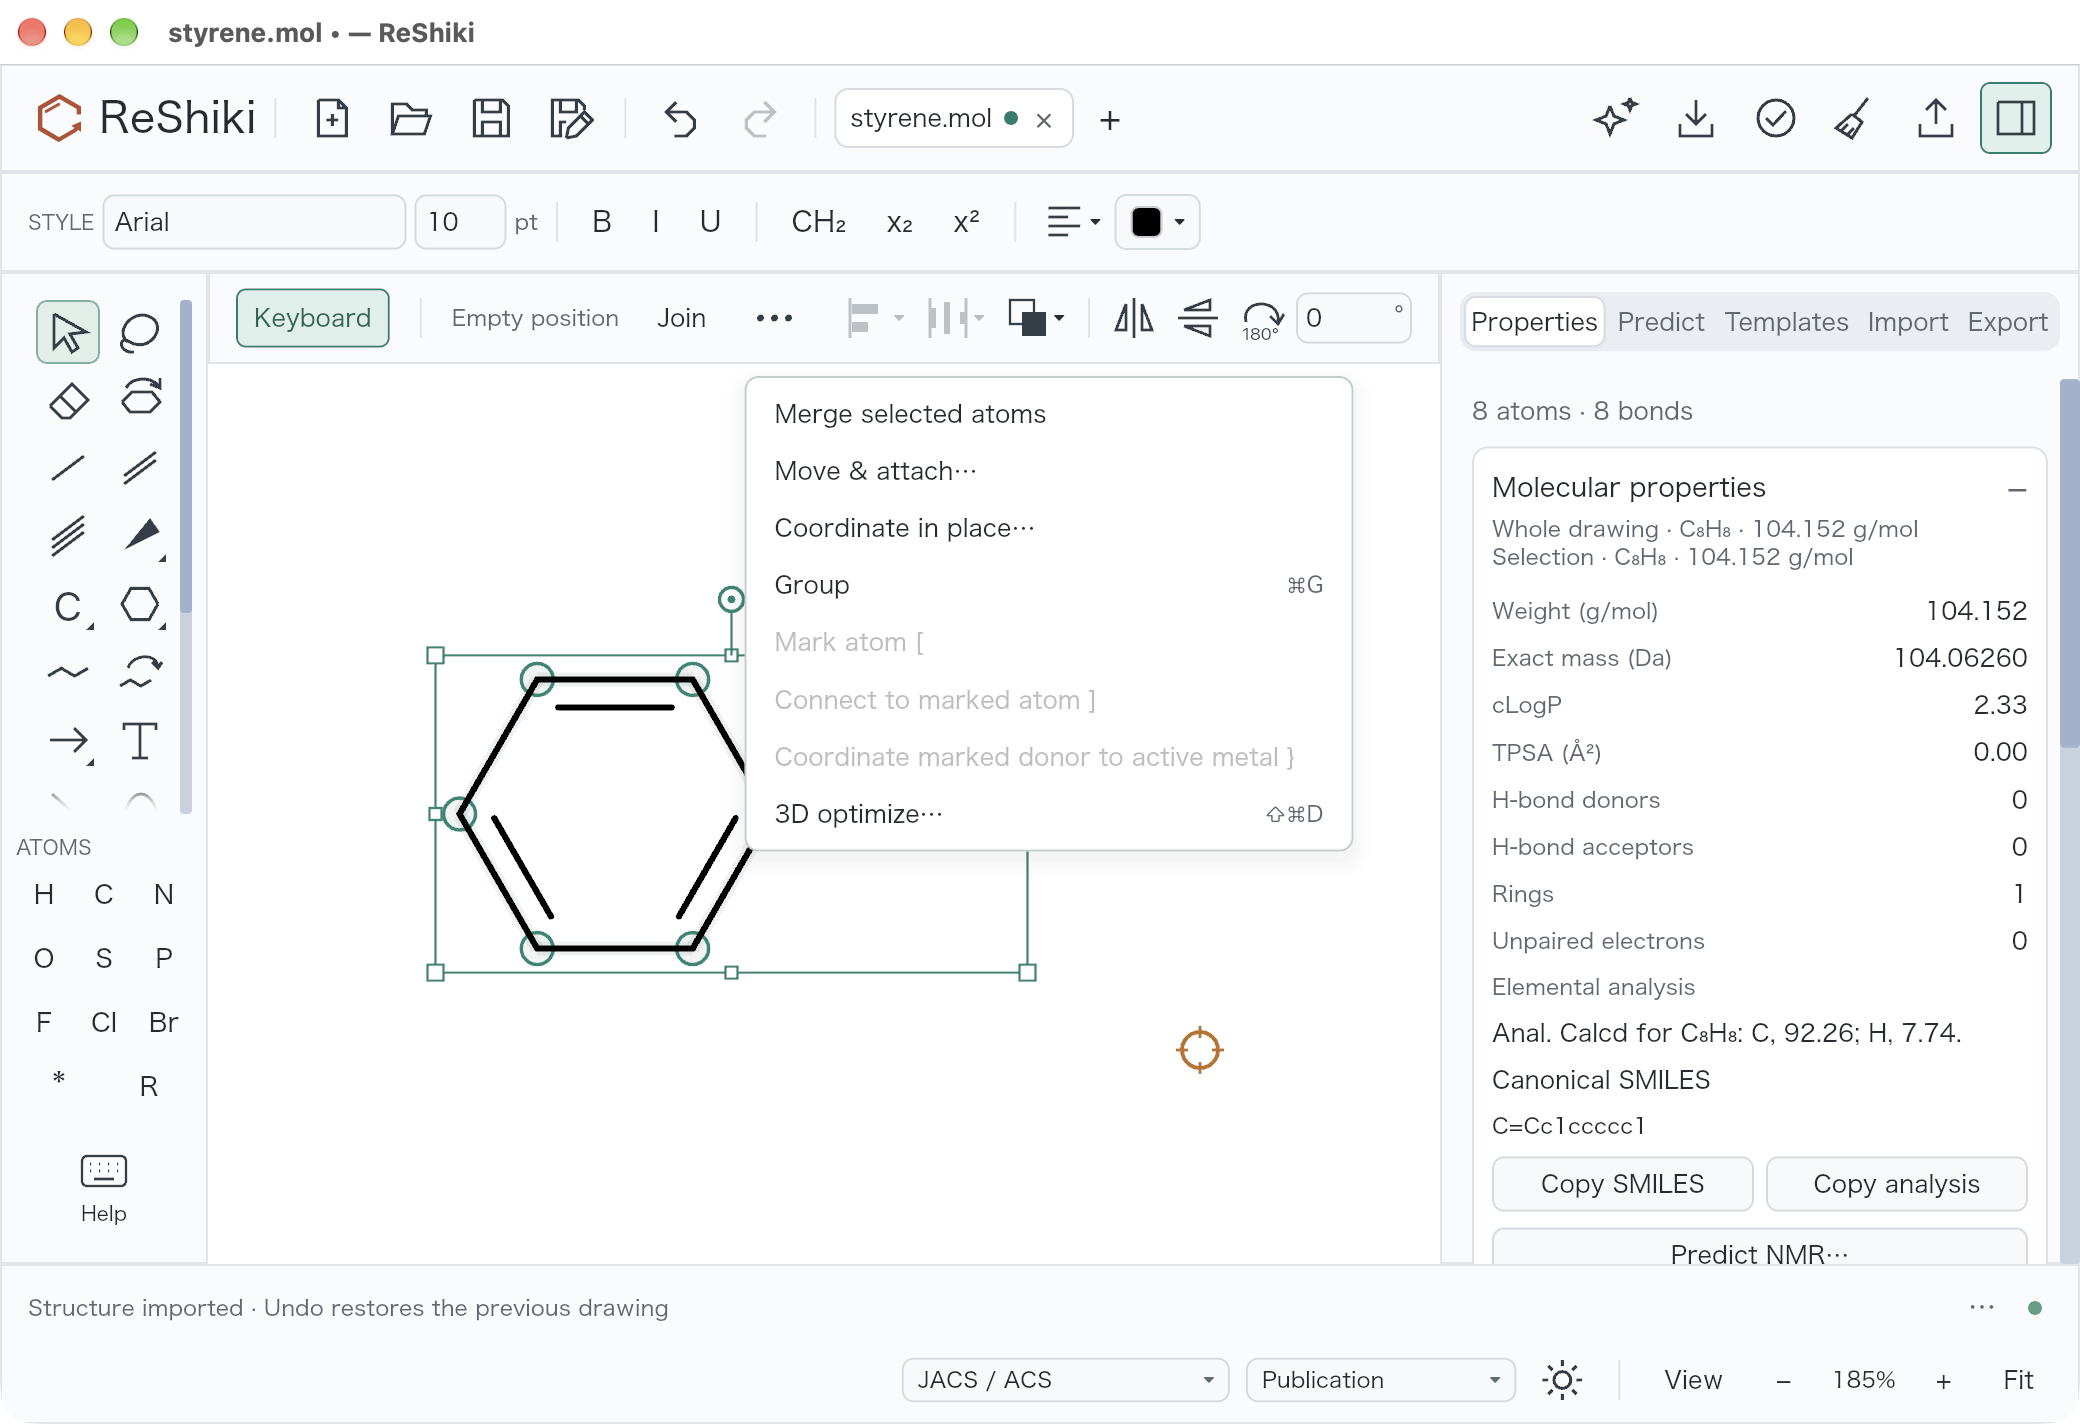 styrene.mol • — ReShiki
ReShiki
styrene.mol
STYLE Arial 10 pt B I U CH₂ x₂ x²
Keyboard Empty position Join ••• 180° 0 °
Properties Predict Templates Import Export
Merge selected atoms
Move & attach···
Coordinate in place···
Group ⌘G
Mark atom [
Connect to marked atom ]
Coordinate marked donor to active metal }
3D optimize··· ⇧⌘D
C
T
ATOMS
H C N
O S P
F Cl Br
* R
Help
8 atoms · 8 bonds
Molecular properties
Whole drawing · C₈H₈ · 104.152 g/mol
Selection · C₈H₈ · 104.152 g/mol
Weight (g/mol) 104.152
Exact mass (Da) 104.06260
cLogP 2.33
TPSA (Å²) 0.00
H-bond donors 0
H-bond acceptors 0
Rings 1
Unpaired electrons 0
Elemental analysis
Anal. Calcd for C₈H₈: C, 92.26; H, 7.74.
Canonical SMILES
C=Cc1ccccc1
Copy SMILES Copy analysis
Predict NMR···
Structure imported · Undo restores the previous drawing ···
JACS / ACS Publication View − 185% + Fit